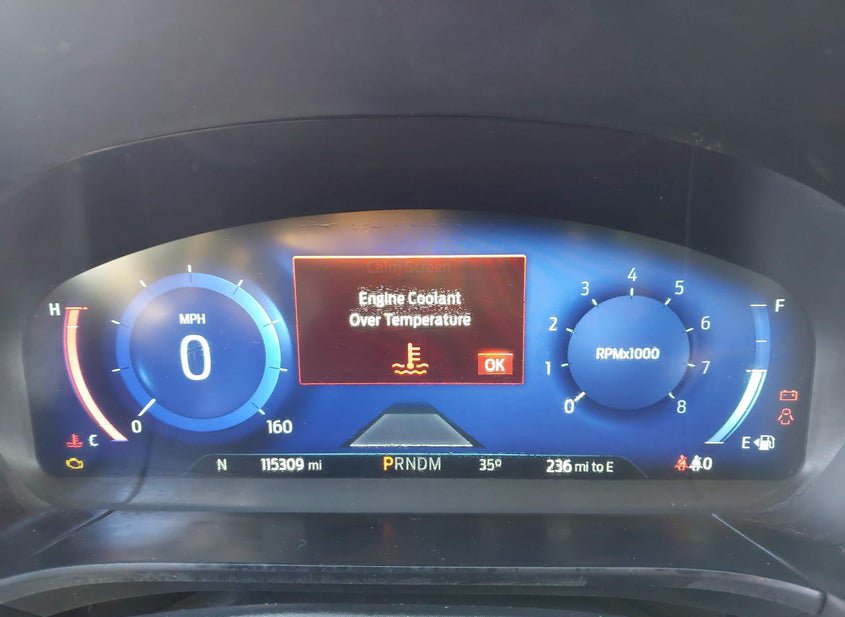 Calm Screen
Engine Coolant
Over Temperature
OK
H
C
MPH
0
0
160
0
1
2
3
4
5
6
7
8
RPMx1000
F
E
N
115309 mi
PRNDM
35°
236 mi to E
0